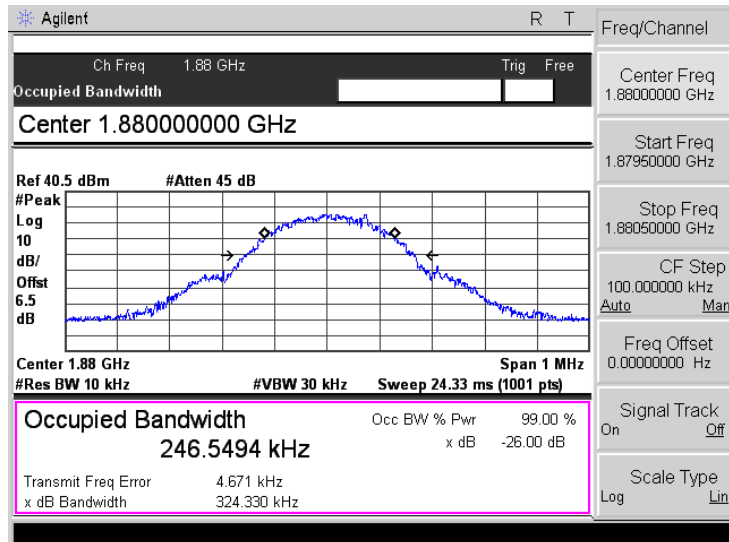 Agilent R T
Ch Freq 1.88 GHz Trig Free
Occupied Bandwidth
Center 1.880000000 GHz
Ref 40.5 dBm #Atten 45 dB
#Peak
Log
10
dB/
Offst
6.5
dB
Center 1.88 GHz Span 1 MHz
#Res BW 10 kHz #VBW 30 kHz Sweep 24.33 ms (1001 pts)
Occupied Bandwidth Occ BW % Pwr 99.00 %
246.5494 kHz x dB -26.00 dB
Transmit Freq Error 4.671 kHz
x dB Bandwidth 324.330 kHz
Freq/Channel
Center Freq
1.88000000 GHz
Start Freq
1.87950000 GHz
Stop Freq
1.88050000 GHz
CF Step
100.000000 kHz
Auto Man
Freq Offset
0.00000000 Hz
Signal Track
On Off
Scale Type
Log Lin